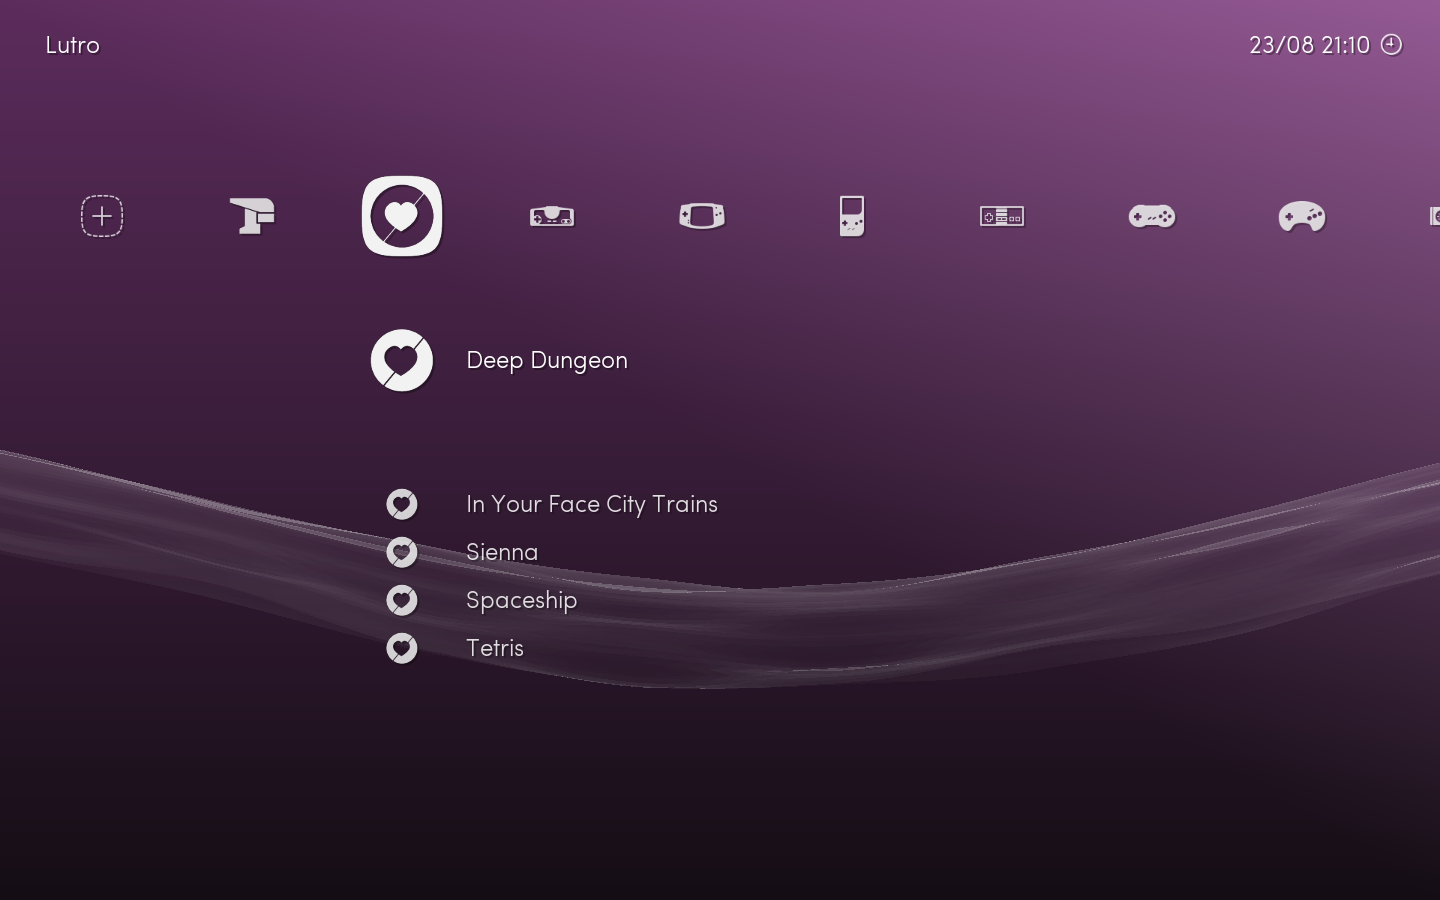 Lutro
23/08 21:10
Deep Dungeon
In Your Face City Trains
Sienna
Spaceship
Tetris